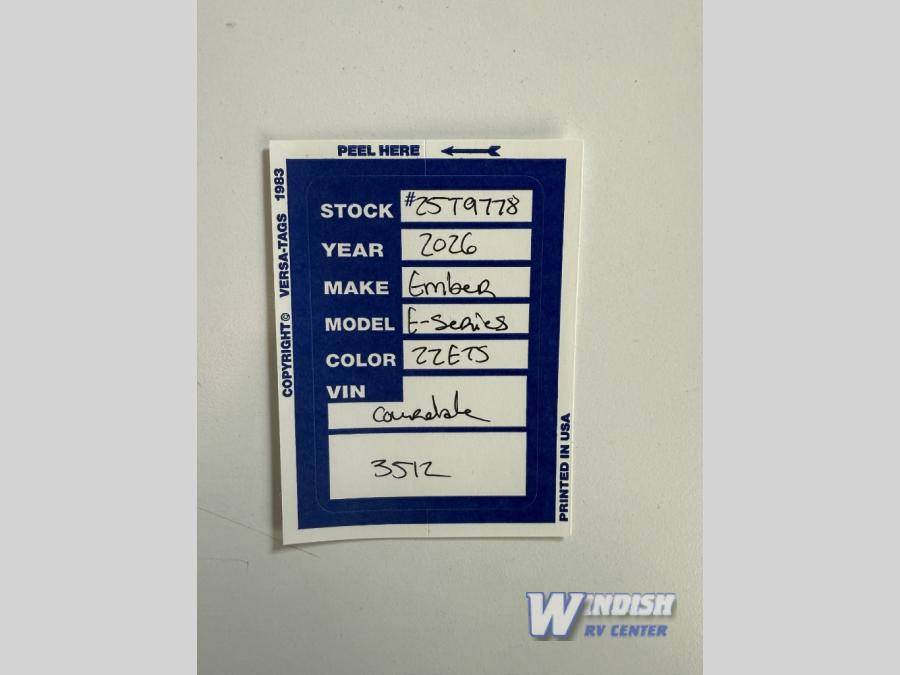 PEEL HERE
COPYRIGHT© VERSA-TAGS 1983
STOCK #25T9778
YEAR 2026
MAKE Ember
MODEL E-Series
COLOR 22ETS
VIN
3512
PRINTED IN USA
WINDISH
RV CENTER